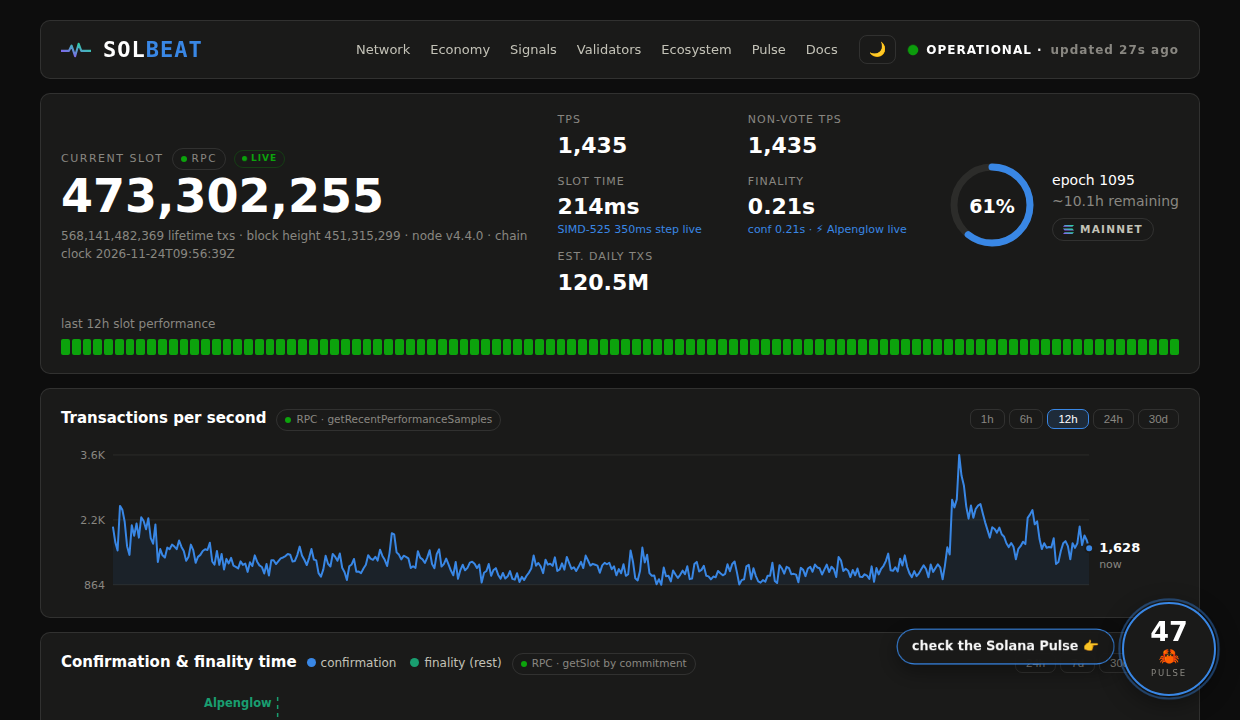 SOLBEAT
Network Economy Signals Validators Ecosystem Pulse Docs
OPERATIONAL · updated 27s ago
CURRENT SLOT RPC LIVE
473,302,255
568,141,482,369 lifetime txs · block height 451,315,299 · node v4.4.0 · chain
clock 2026-11-24T09:56:39Z
TPS
1,435
NON-VOTE TPS
1,435
SLOT TIME
214ms
SIMD-525 350ms step live
FINALITY
0.21s
conf 0.21s · ⚡ Alpenglow live
EST. DAILY TXS
120.5M
61%
epoch 1095
~10.1h remaining
MAINNET
last 12h slot performance
Transactions per second RPC · getRecentPerformanceSamples
1h 6h 12h 24h 30d
3.6K
2.2K
864
1,628
now
Confirmation & finality time confirmation finality (rest) RPC · getSlot by commitment
Alpenglow
check the Solana Pulse 👉
47
PULSE